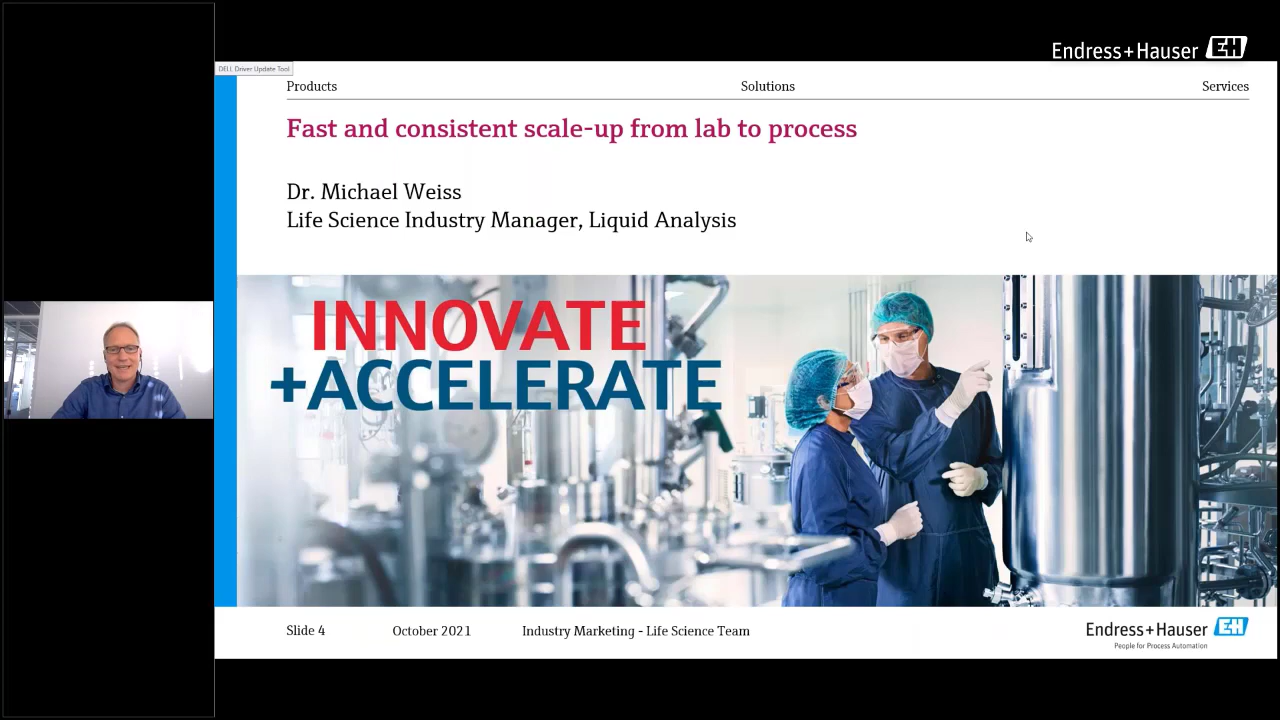 Endress+Hauser EH
DELL Driver Update Tool
Products Solutions Services
Fast and consistent scale-up from lab to process
Dr. Michael Weiss
Life Science Industry Manager, Liquid Analysis
INNOVATE
+ACCELERATE
Slide 4 October 2021 Industry Marketing - Life Science Team
Endress+Hauser EH
People for Process Automation